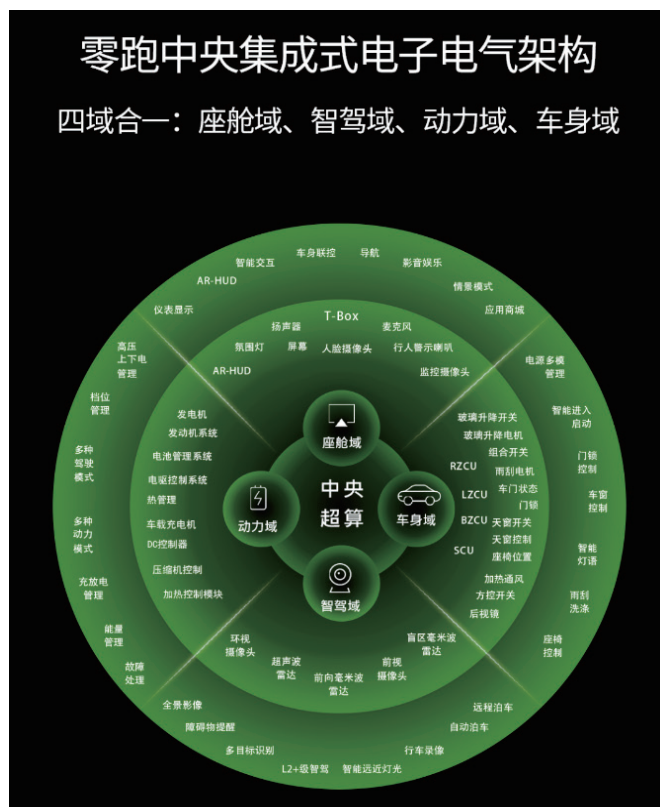 零跑中央集成式电子电气架构
四域合一：座舱域、智驾域、动力域、车身域
仪表显示
AR-HUD
智能交互
车身联控
导航
影音娱乐
情景模式
应用商城
AR-HUD
氛围灯
扬声器
屏幕
T-Box
人脸摄像头
麦克风
行人警示喇叭
监控摄像头
座舱域
中央
超算
动力域
车身域
智驾域
高压
上下电
管理
档位
管理
多种
驾驶
模式
多种
动力
模式
充放电
管理
能量
管理
故障
处理
发电机
发动机系统
电池管理系统
电驱控制系统
热管理
车载充电机
DC控制器
压缩机控制
加热控制模块
玻璃升降开关
玻璃升降电机
组合开关
RZCU
雨刮电机
车门状态
LZCU
门锁
BZCU
天窗开关
天窗控制
SCU
座椅位置
加热通风
方控开关
后视镜
电源多模
管理
智能进入
启动
门锁
控制
车窗
控制
智能
灯语
雨刮
洗涤
座椅
控制
环视
摄像头
超声波
雷达
前向毫米波
雷达
前视
摄像头
盲区毫米波
雷达
全景影像
障碍物提醒
多目标识别
L2+级智驾
智能远近灯光
行车录像
自动泊车
远程泊车